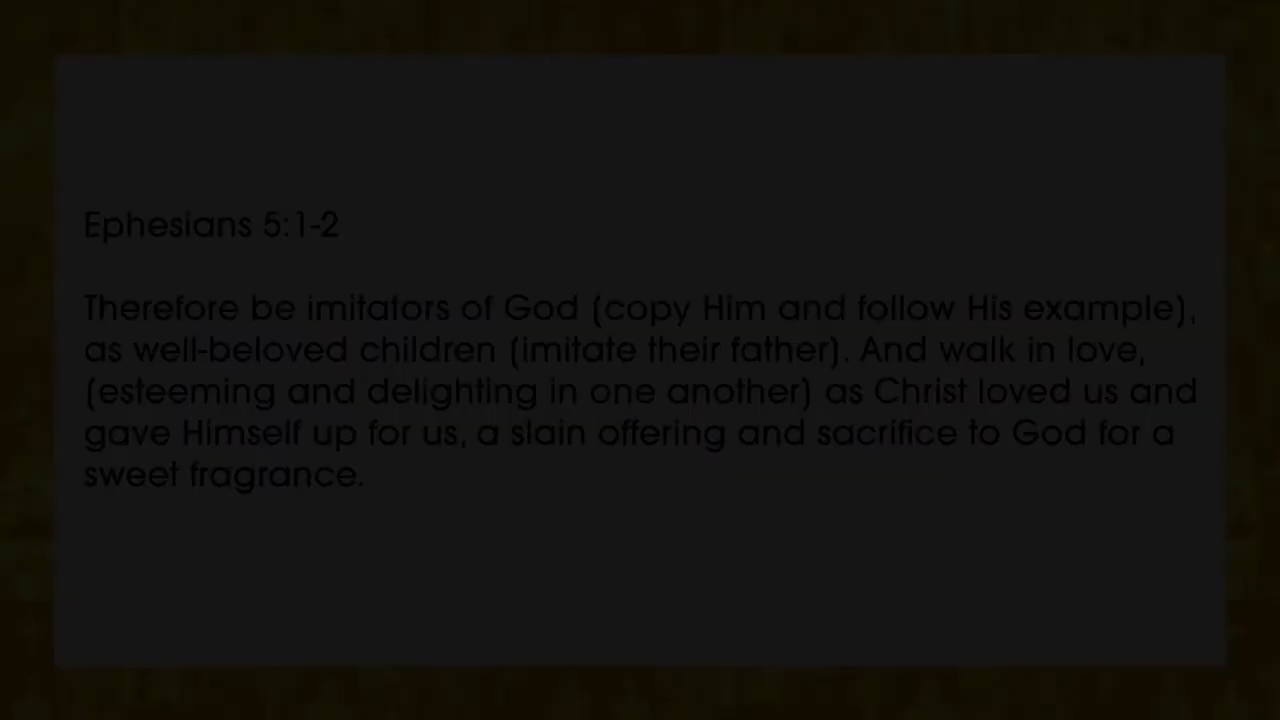 Ephesians 5:1-2
Therefore be imitators of God (copy Him and follow His example),
as well-beloved children (imitate their father). And walk in love,
(esteeming and delighting in one another) as Christ loved us and
gave Himself up for us, a slain offering and sacrifice to God for a
sweet fragrance.